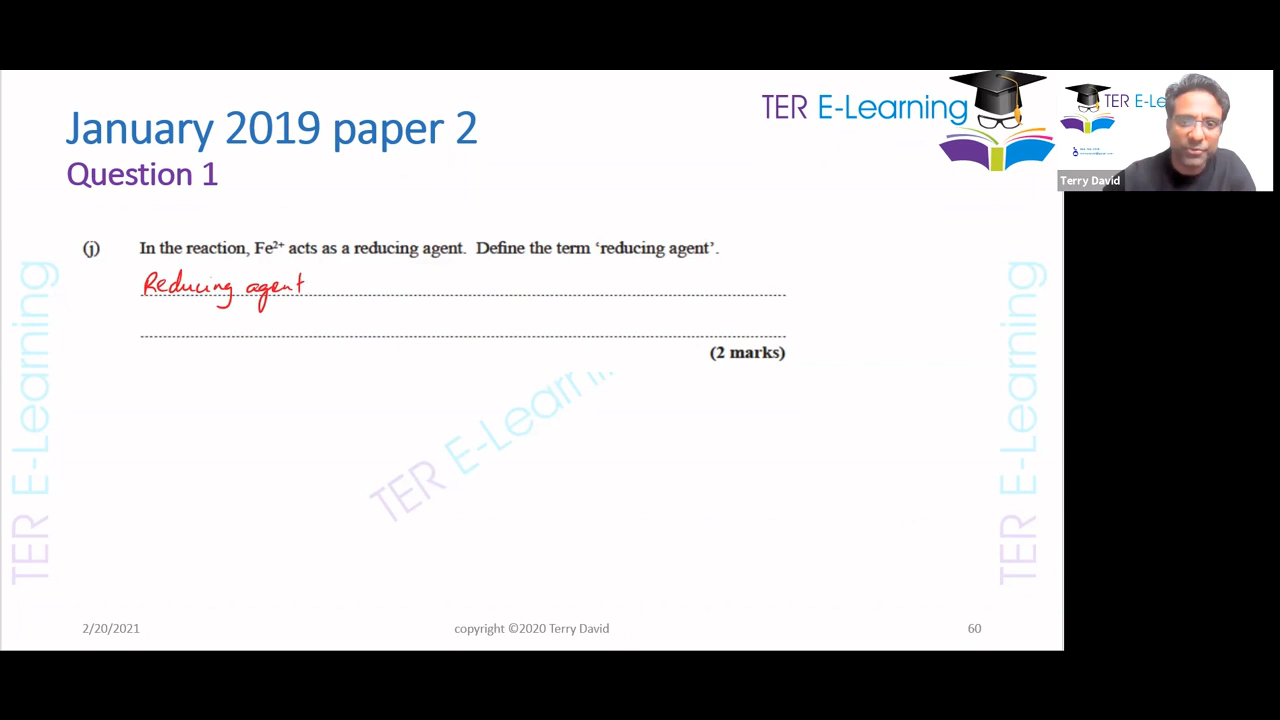 January 2019 paper 2
Question 1
TER E-Learning
TER E-Le
Terry David
(j) In the reaction, Fe²⁺ acts as a reducing agent. Define the term ‘reducing agent’.
Reducing agent
(2 marks)
TER E-Learning
TER E-Learnin
TER E-Learning
2/20/2021
copyright ©2020 Terry David
60